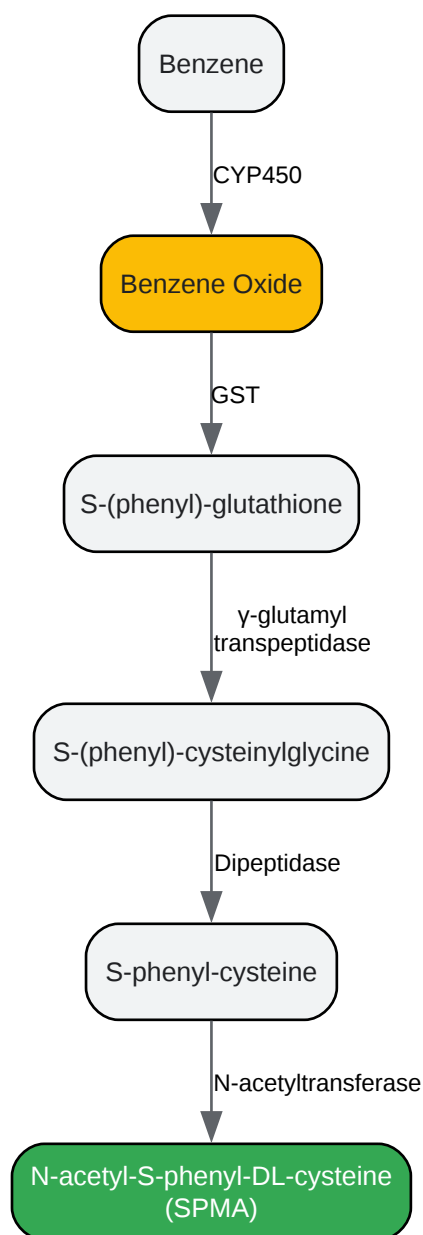 Benzene
CYP450
Benzene Oxide
GST
S-(phenyl)-glutathione
γ-glutamyl
transpeptidase
S-(phenyl)-cysteinylglycine
Dipeptidase
S-phenyl-cysteine
N-acetyltransferase
N-acetyl-S-phenyl-DL-cysteine
(SPMA)